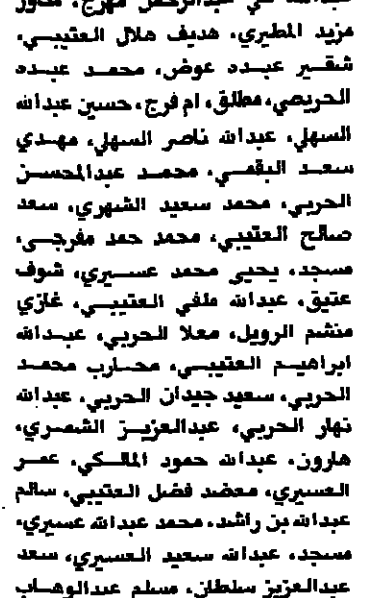 مزيد المطيري، هديف هلال العتيبي،
شقير عبده عوض، محمد عبده
الحريصي، مطلق، ام فرج، حسين عبدالله
السهلي، عبدالله ناصر السهلي، مهدي
سعد البقمي، محمد عبدالمحسن
الحربي، محمد سعيد الشهري، سعد
صالح العتيبي، محمد حمد مفرجي،
مسجد، يحيى محمد عسيري، شوف
عتيق، عبدالله ملفي العتيبي، غازي
منشم الرويل، معلا الحربي، عبدالله
ابراهيم العتيبي، محارب محمد
الحربي، سعيد جيدان الحربي، عبدالله
نهار الحربي، عبدالعزيز الشمري،
هارون، عبدالله حمود المالكي، عمر
العسيري، معضد فضل العتيبي، سالم
عبدالله بن راشد، محمد عبدالله عسيري،
مسجد، عبدالله سعيد العسيري، سعد
عبدالعزيز سلطان، مسلم عبدالوهاب